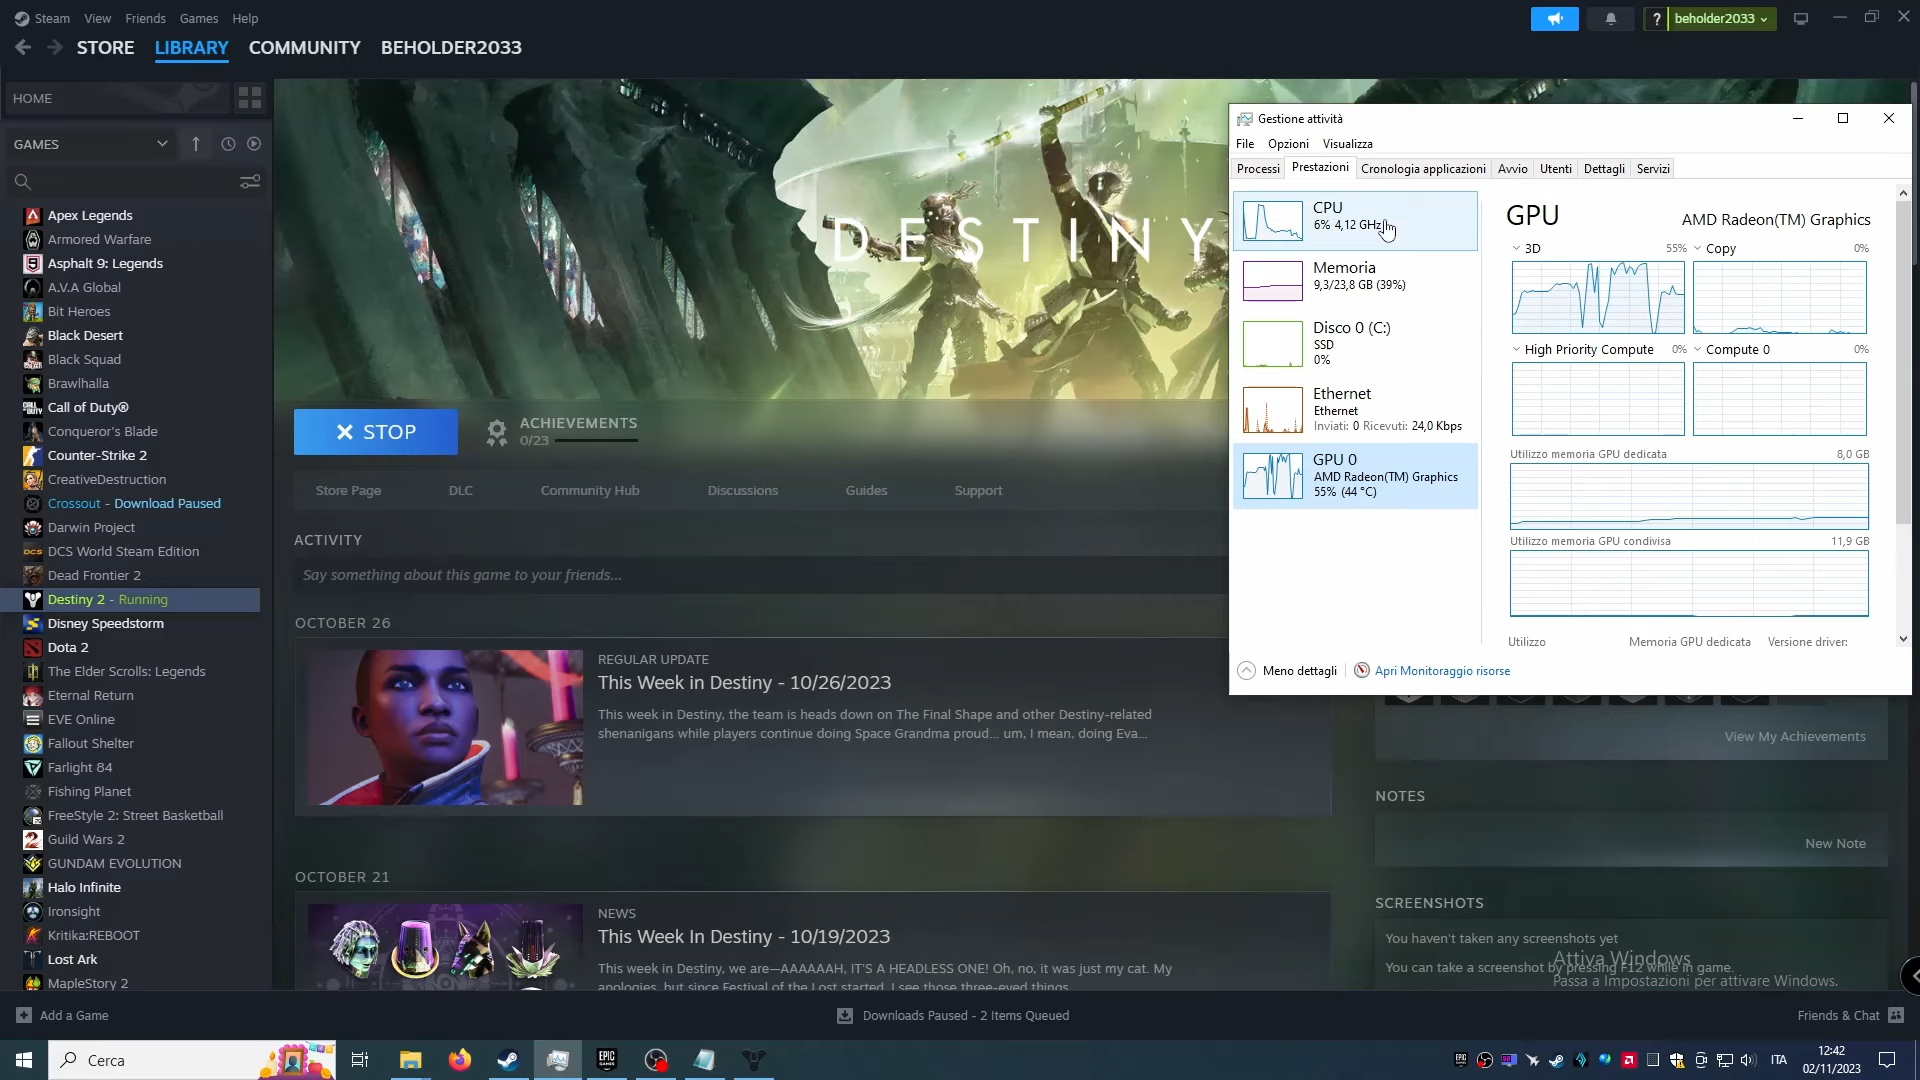 Steam View Friends Games Help
? beholder2033
STORE LIBRARY COMMUNITY BEHOLDER2033
HOME
GAMES
Apex Legends
Armored Warfare
Asphalt 9: Legends
A.V.A Global
Bit Heroes
Black Desert
Black Squad
Brawlhalla
Call of Duty®
Conqueror's Blade
Counter-Strike 2
CreativeDestruction
Crossout - Download Paused
Darwin Project
DCS World Steam Edition
Dead Frontier 2
Destiny 2 - Running
Disney Speedstorm
Dota 2
The Elder Scrolls: Legends
Eternal Return
EVE Online
Fallout Shelter
Farlight 84
Fishing Planet
FreeStyle 2: Street Basketball
Guild Wars 2
GUNDAM EVOLUTION
Halo Infinite
Ironsight
Kritika:REBOOT
Lost Ark
MapleStory 2
Add a Game
DESTINY
STOP
ACHIEVEMENTS
0/23
Store Page DLC Community Hub Discussions Guides Support
ACTIVITY
Say something about this game to your friends...
OCTOBER 26
REGULAR UPDATE
This Week in Destiny - 10/26/2023
This week in Destiny, the team is heads down on The Final Shape and other Destiny-related
shenanigans while players continue doing Space Grandma proud... um, I mean, doing Eva...
OCTOBER 21
NEWS
This Week In Destiny - 10/19/2023
This week in Destiny, we are—AAAAAAH, IT'S A HEADLESS ONE! Oh, no, it was just my cat. My
apologies, but since Festival of the Lost started, I see those three-eyed things
Gestione attività
File Opzioni Visualizza
Processi Prestazioni Cronologia applicazioni Avvio Utenti Dettagli Servizi
CPU
6% 4,12 GHz
Memoria
9,3/23,8 GB (39%)
Disco 0 (C:)
SSD
0%
Ethernet
Ethernet
Inviati: 0 Ricevuti: 24,0 Kbps
GPU 0
AMD Radeon(TM) Graphics
55% (44 °C)
GPU AMD Radeon(TM) Graphics
3D 55% Copy 0%
High Priority Compute 0% Compute 0 0%
Utilizzo memoria GPU dedicata 8,0 GB
Utilizzo memoria GPU condivisa 11,9 GB
Utilizzo Memoria GPU dedicata Versione driver:
Meno dettagli Apri Monitoraggio risorse
View My Achievements
NOTES
New Note
SCREENSHOTS
You haven't taken any screenshots yet
You can take a screenshot by pressing F12 while in game.
Attiva Windows
Passa a Impostazioni per attivare Windows.
Downloads Paused - 2 Items Queued
Friends & Chat
Cerca
EPIC GAMES
ITA
12:42
02/11/2023